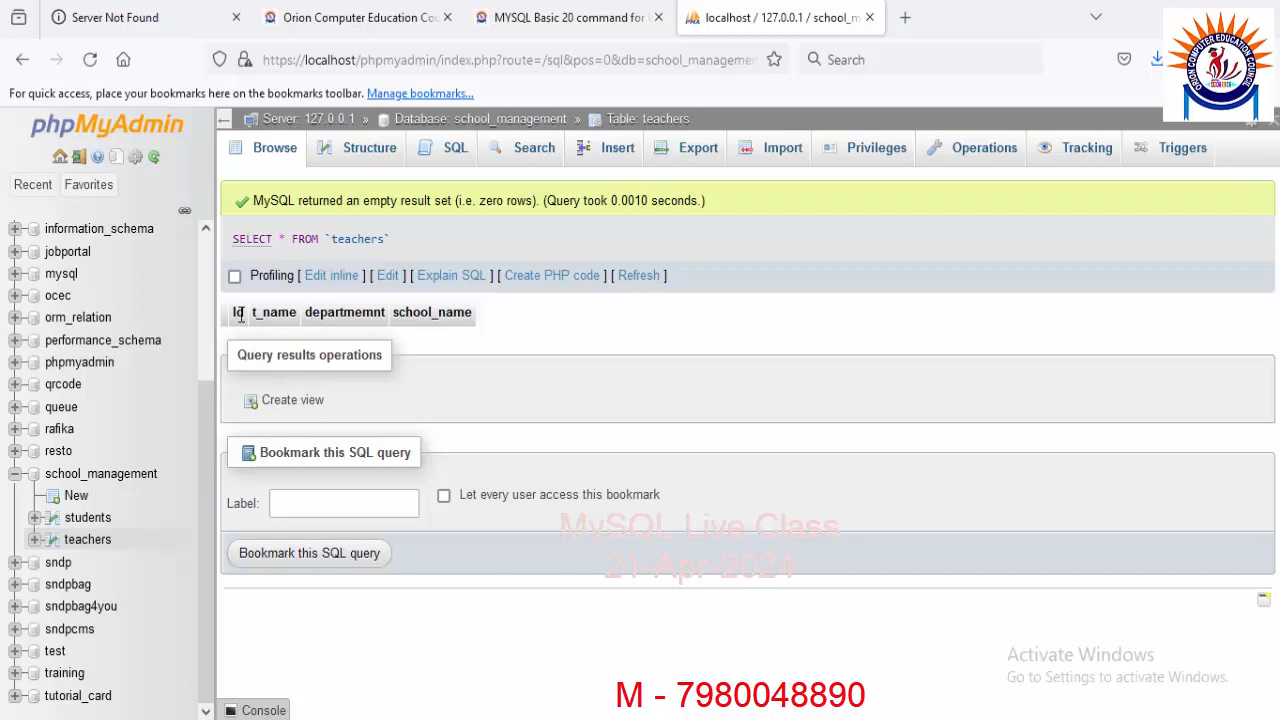 Server Not Found
Orion Computer Education Cou
MYSQL Basic 20 command for
localhost / 127.0.0.1 / school_m
https://localhost/phpmyadmin/index.php?route=/sql&pos=0&db=school_manageme
Search
For quick access, place your bookmarks here on the bookmarks toolbar. Manage bookmarks...
ORION COMPUTER EDUCATION COUNCIL
phpMyAdmin
Server: 127.0.0.1 » Database: school_management » Table: teachers
Browse Structure SQL Search Insert Export Import Privileges Operations Tracking Triggers
Recent Favorites
MySQL returned an empty result set (i.e. zero rows). (Query took 0.0010 seconds.)
SELECT * FROM `teachers`
Profiling [ Edit inline ] [ Edit ] [ Explain SQL ] [ Create PHP code ] [ Refresh ]
Id t_name departmemnt school_name
Query results operations
Create view
Bookmark this SQL query
Label:
Let every user access this bookmark
Bookmark this SQL query
information_schema
jobportal
mysql
ocec
orm_relation
performance_schema
phpmyadmin
qrcode
queue
rafika
resto
school_management
New
students
teachers
sndp
sndpbag
sndpbag4you
sndpcms
test
training
tutorial_card
MySQL Live Class
21-Apr-2024
Activate Windows
Go to Settings to activate Windows.
M - 7980048890
Console